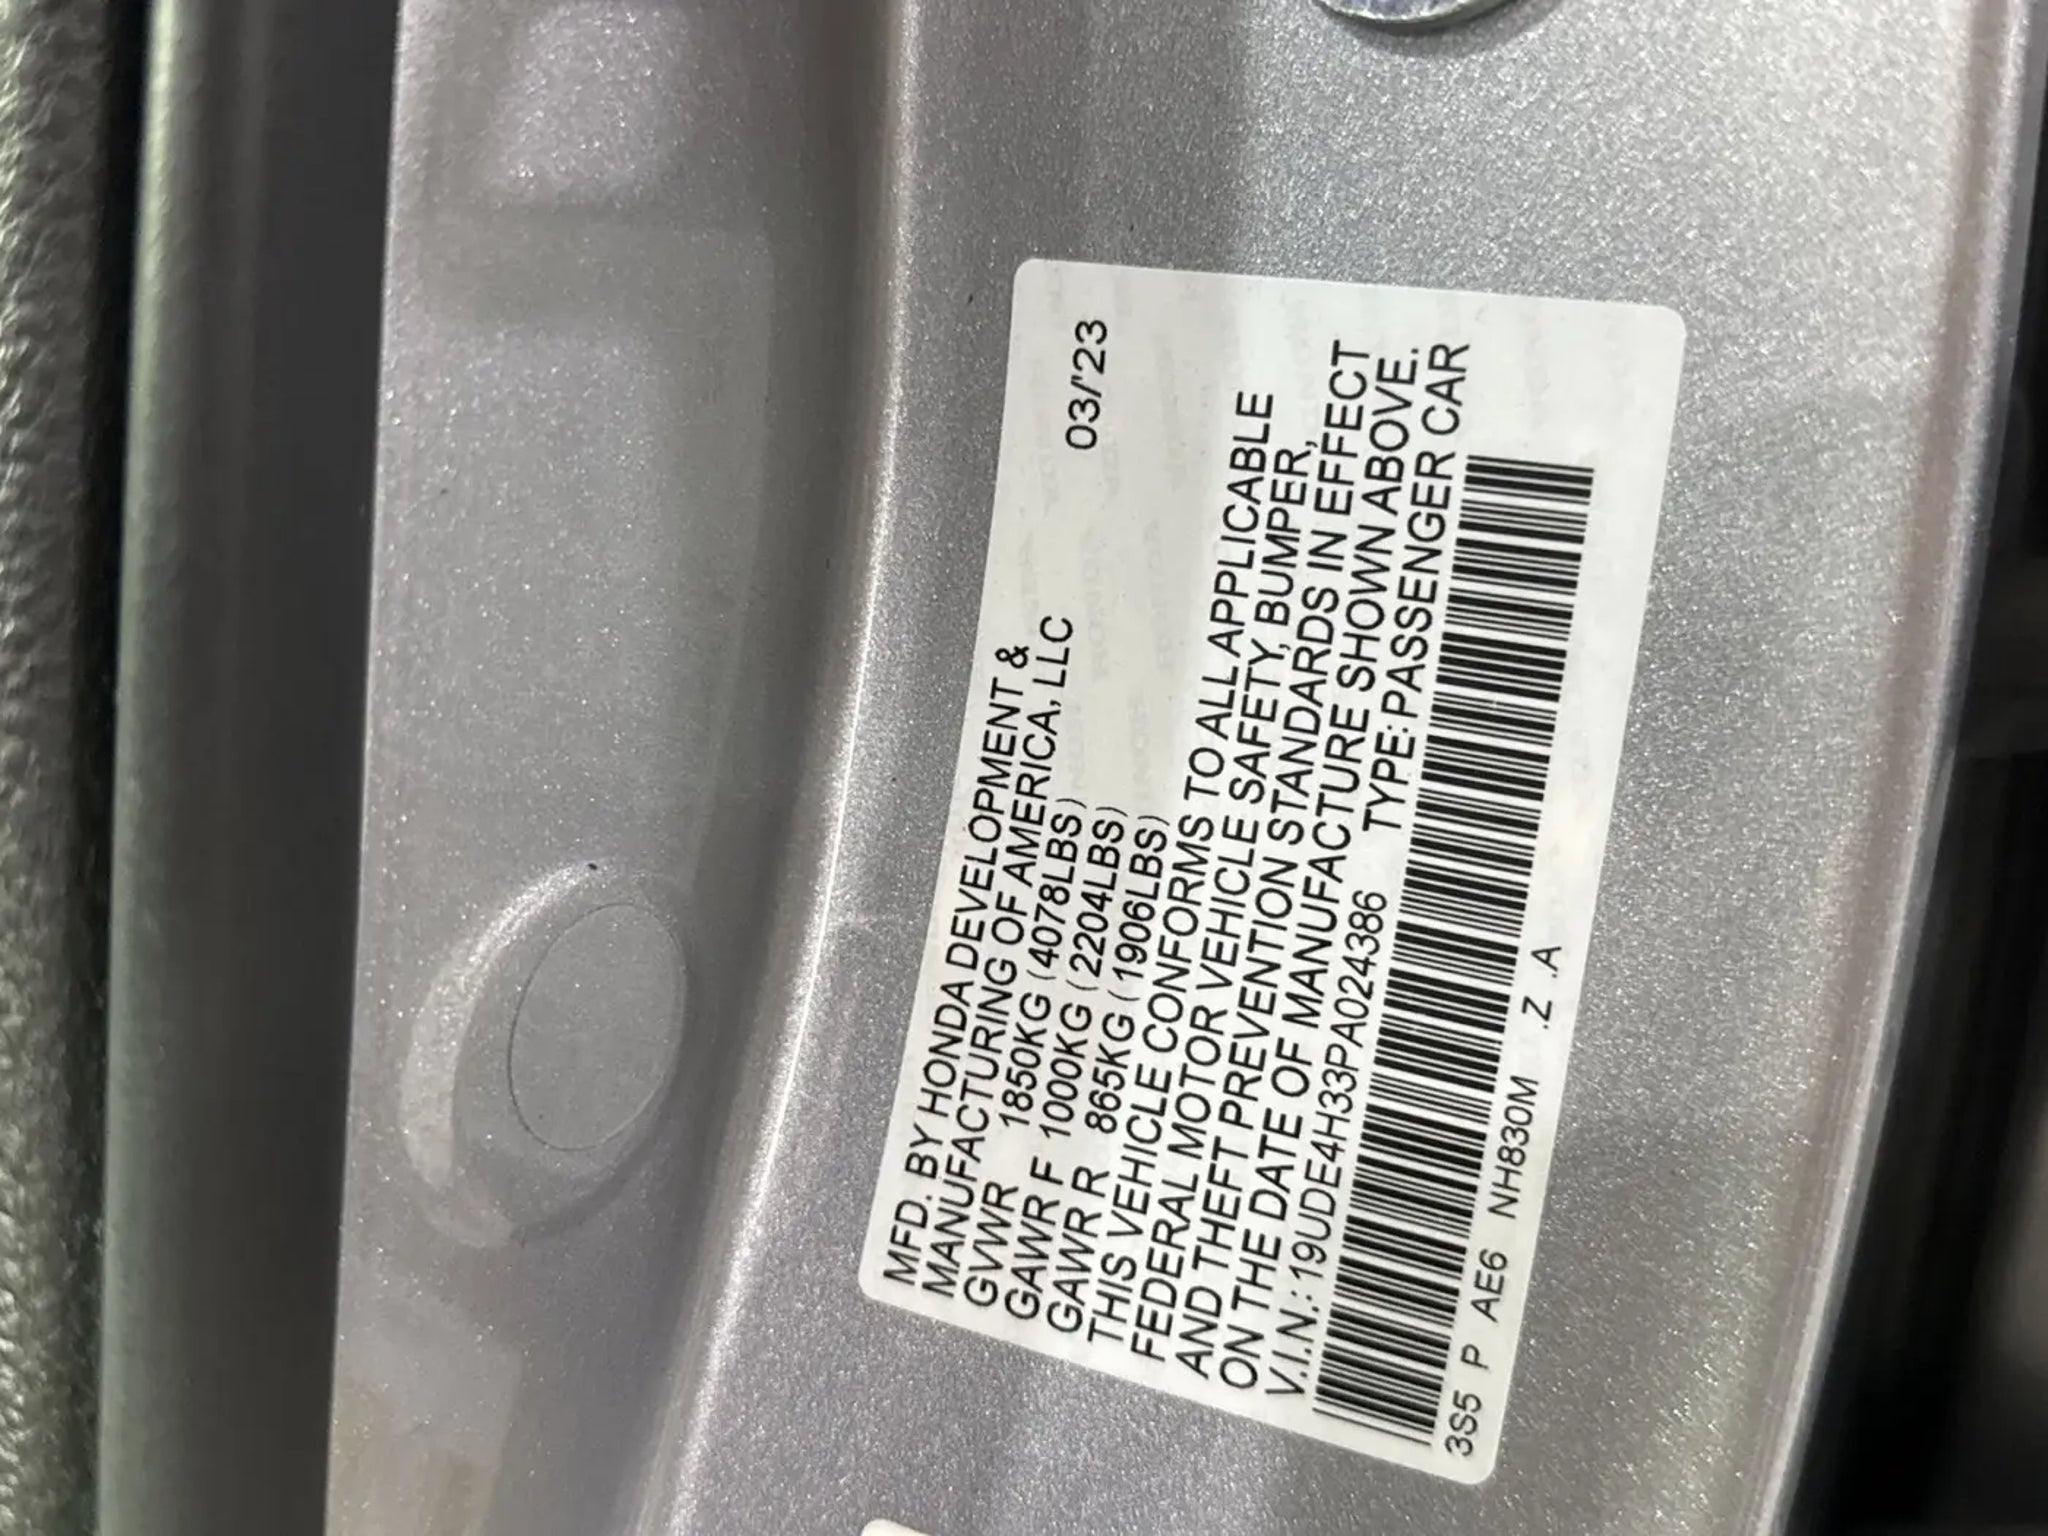 MFD. BY HONDA DEVELOPMENT &
MANUFACTURING OF AMERICA, LLC 03/'23
GVWR 1850KG (4078LBS)
GAWR F 1000KG (2204LBS)
GAWR R 865KG (1906LBS)
THIS VEHICLE CONFORMS TO ALL APPLICABLE
FEDERAL MOTOR VEHICLE SAFETY, BUMPER,
AND THEFT PREVENTION STANDARDS IN EFFECT
ON THE DATE OF MANUFACTURE SHOWN ABOVE.
V.I.N.: 19UDE4H33PA024386 TYPE: PASSENGER CAR
3S5 P AE6 NH830M .Z .A